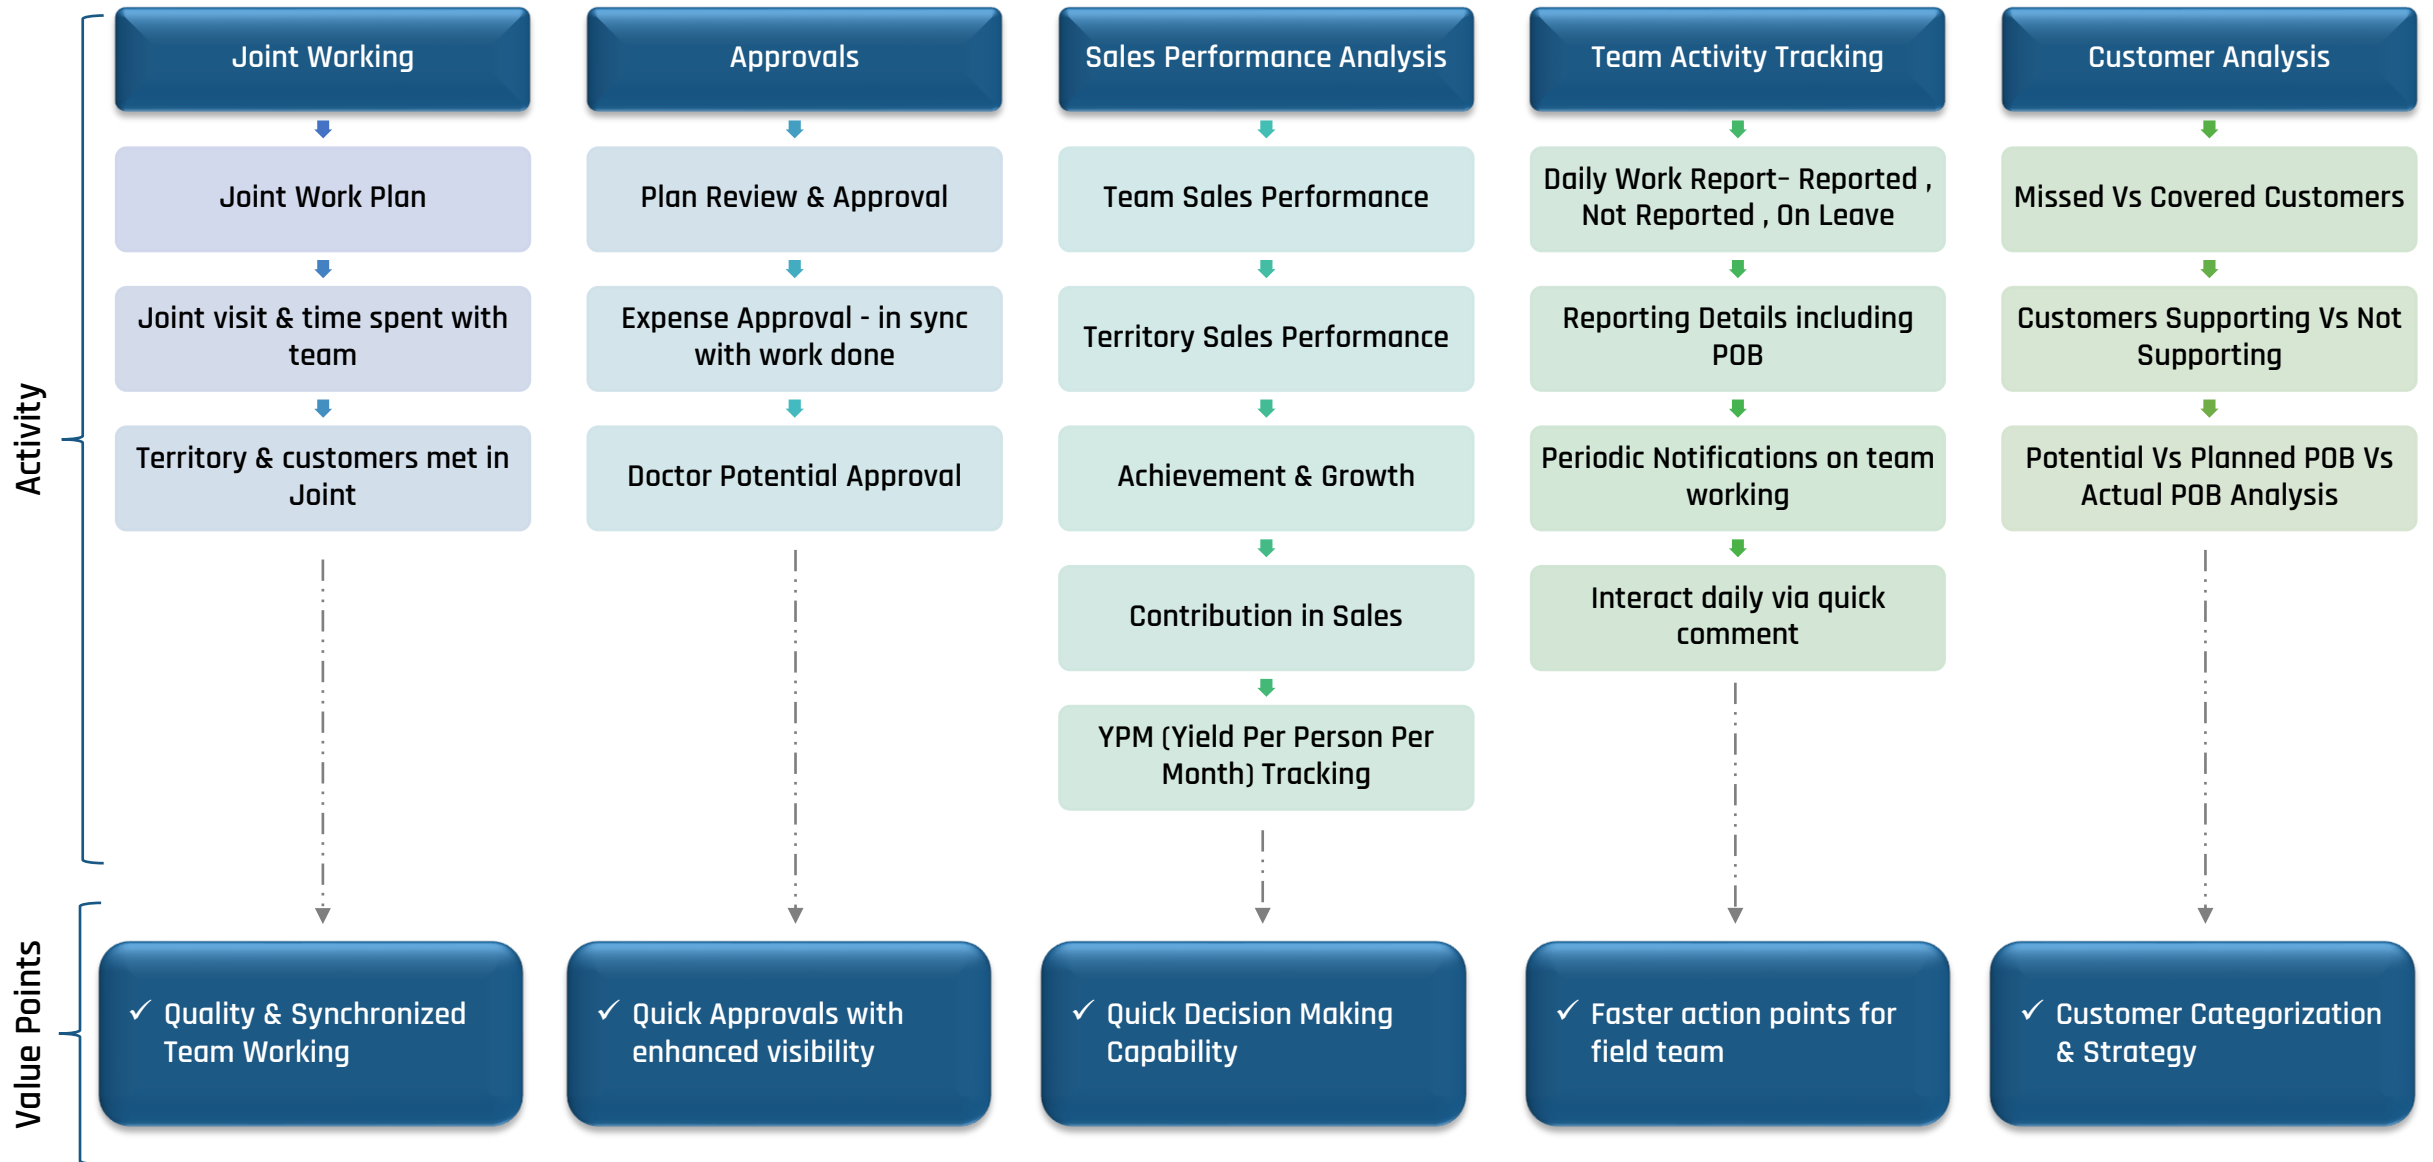 Activity
Joint Working
Joint Work Plan
Joint visit & time spent with
team
Territory & customers met in
Joint
Approvals
Plan Review & Approval
Expense Approval - in sync
with work done
Doctor Potential Approval
Sales Performance Analysis
Team Sales Performance
Territory Sales Performance
Achievement & Growth
Contribution in Sales
YPM (Yield Per Person Per
Month) Tracking
Team Activity Tracking
Daily Work Report– Reported ,
Not Reported , On Leave
Reporting Details including
POB
Periodic Notifications on team
working
Interact daily via quick
comment
Customer Analysis
Missed Vs Covered Customers
Customers Supporting Vs Not
Supporting
Potential Vs Planned POB Vs
Actual POB Analysis
Value Points
✓ Quality & Synchronized
Team Working
✓ Quick Approvals with
enhanced visibility
✓ Quick Decision Making
Capability
✓ Faster action points for
field team
✓ Customer Categorization
& Strategy